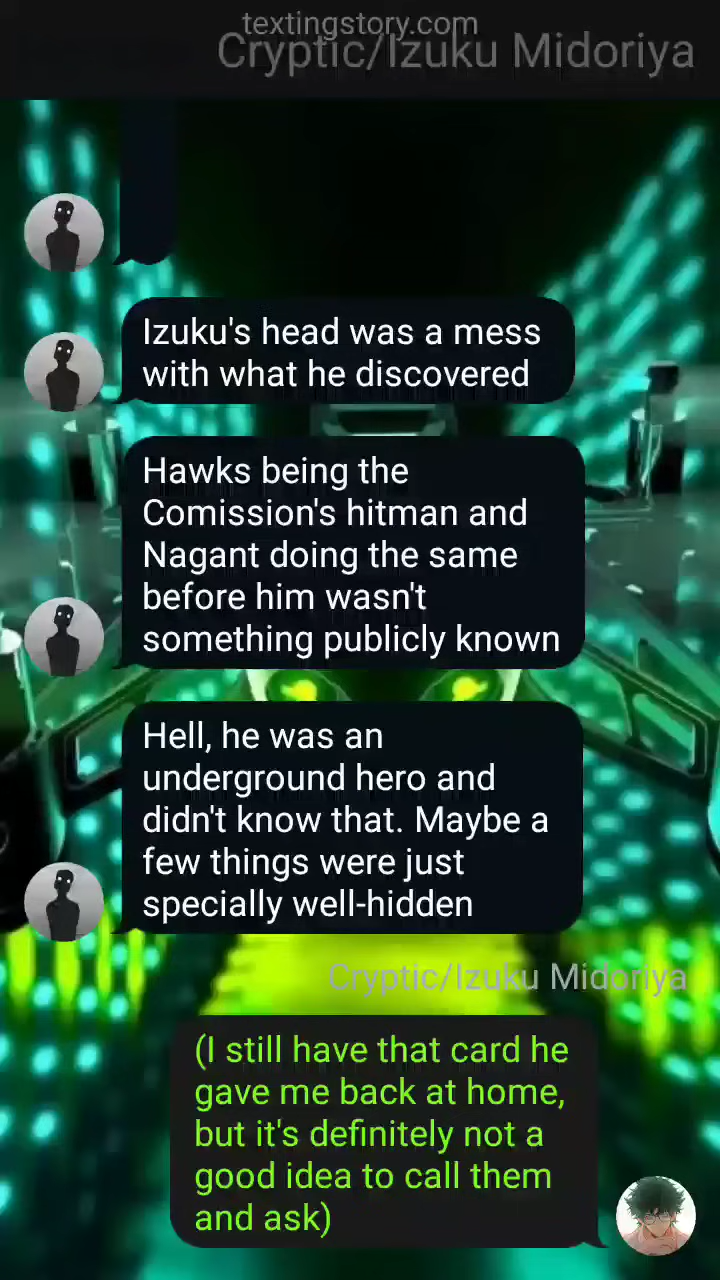 textingstory.com
Cryptic/Izuku Midoriya
Izuku's head was a mess
with what he discovered
Hawks being the
Comission's hitman and
Nagant doing the same
before him wasn't
something publicly known
Hell, he was an
underground hero and
didn't know that. Maybe a
few things were just
specially well-hidden
Cryptic/Izuku Midoriya
(I still have that card he
gave me back at home,
but it's definitely not a
good idea to call them
and ask)